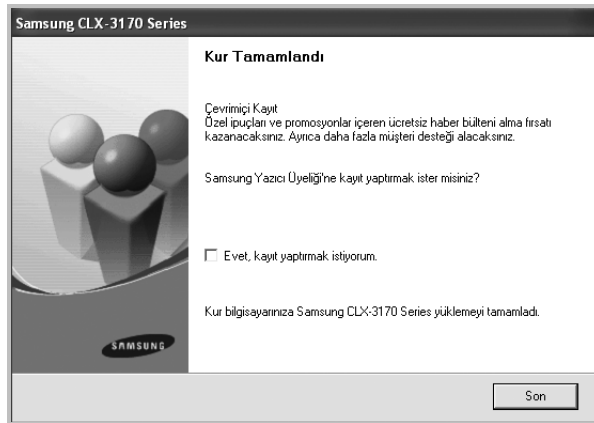 Samsung CLX-3170 Series
Kur Tamamlandı
Çevrimiçi Kayıt
Özel ipuçları ve promosyonlar içeren ücretsiz haber bülteni alma fırsatı
kazanacaksınız. Ayrıca daha fazla müşteri desteği alacaksınız.
Samsung Yazıcı Üyeliği'ne kayıt yaptırmak ister misiniz?
Evet, kayıt yaptırmak istiyorum.
Kur bilgisayarınıza Samsung CLX-3170 Series yüklemeyi tamamladı.
SAMSUNG
Son